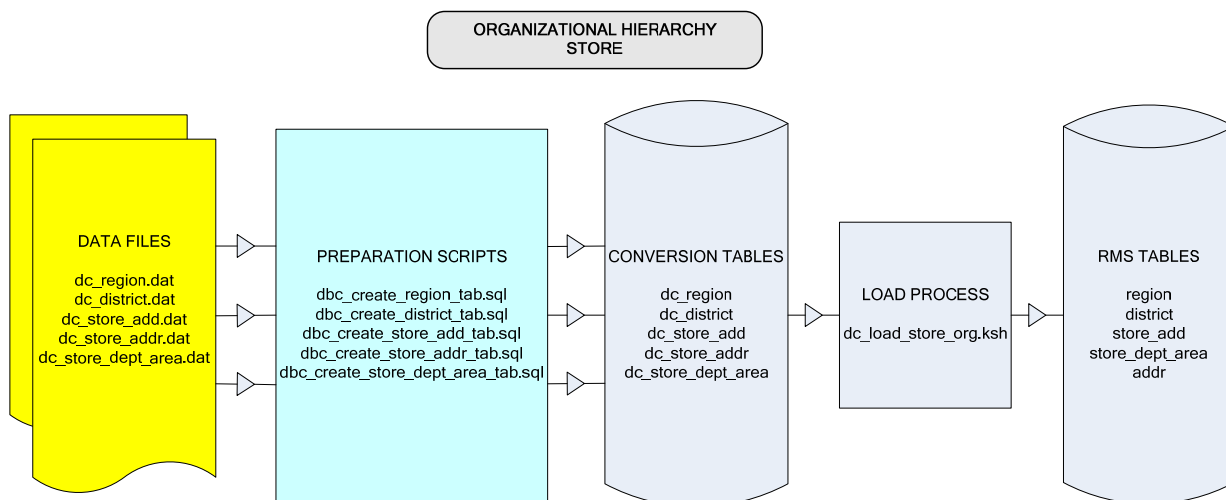 ORGANIZATIONAL HIERARCHY
STORE
DATA FILES
dc_region.dat
dc_district.dat
dc_store_add.dat
dc_store_addr.dat
dc_store_dept_area.dat
PREPARATION SCRIPTS
dbc_create_region_tab.sql
dbc_create_district_tab.sql
dbc_create_store_add_tab.sql
dbc_create_store_addr_tab.sql
dbc_create_store_dept_area_tab.sql
CONVERSION TABLES
dc_region
dc_district
dc_store_add
dc_store_addr
dc_store_dept_area
LOAD PROCESS
dc_load_store_org.ksh
RMS TABLES
region
district
store_add
store_dept_area
addr